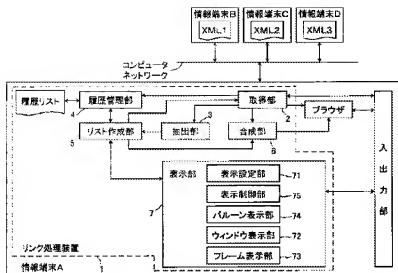 情報端末B 情報端末C 情報端末D
XML1 XML2 XML3
コンピュータ
ネットワーク
履歴リスト
履歴管理部
取得部
ブラウザ
4
3
2
リスト作成部
抽出部
合成部
5
6
入出力部
表示部
表示設定部 71
表示制御部 75
7
バルーン表示部 74
ウィンドウ表示部 72
フレーム表示部 73
リンク処理装置
情報端末A
1